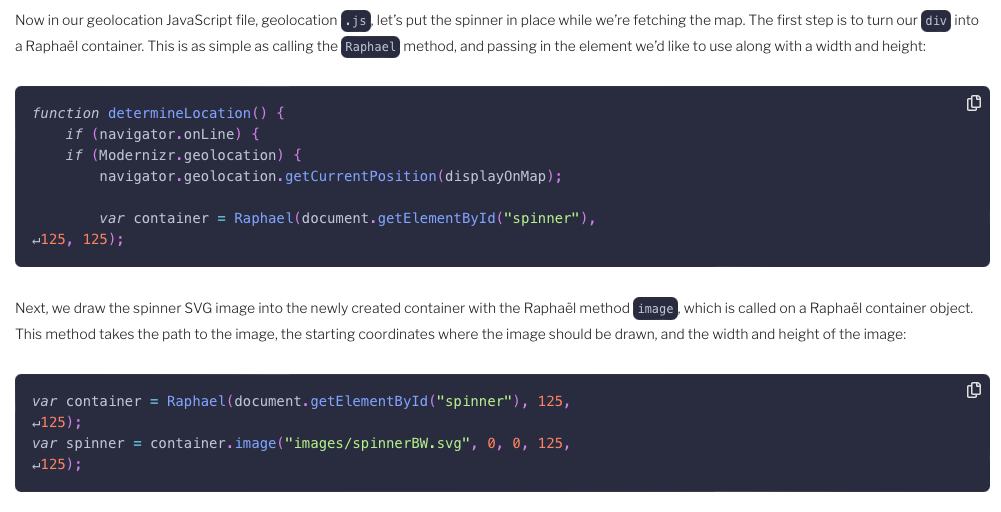 Now in our geolocation JavaScript file, geolocation .js, let’s put the spinner in place while we’re fetching the map. The first step is to turn our div into
a Raphaël container. This is as simple as calling the Raphael method, and passing in the element we’d like to use along with a width and height:
function determineLocation() {
    if (navigator.onLine) {
    if (Modernizr.geolocation) {
        navigator.geolocation.getCurrentPosition(displayOnMap);
        var container = Raphael(document.getElementById("spinner"),
↵125, 125);
Next, we draw the spinner SVG image into the newly created container with the Raphaël method image, which is called on a Raphaël container object.
This method takes the path to the image, the starting coordinates where the image should be drawn, and the width and height of the image:
var container = Raphael(document.getElementById("spinner"), 125,
↵125);
var spinner = container.image("images/spinnerBW.svg", 0, 0, 125,
↵125);